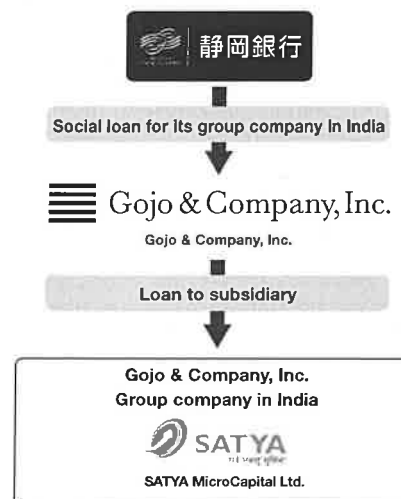 静岡銀行
Social loan for its group company in India
Gojo & Company, Inc.
Gojo & Company, Inc.
Loan to subsidiary
Gojo & Company, Inc.
Group company in India
SATYA
SATYA MicroCapital Ltd.